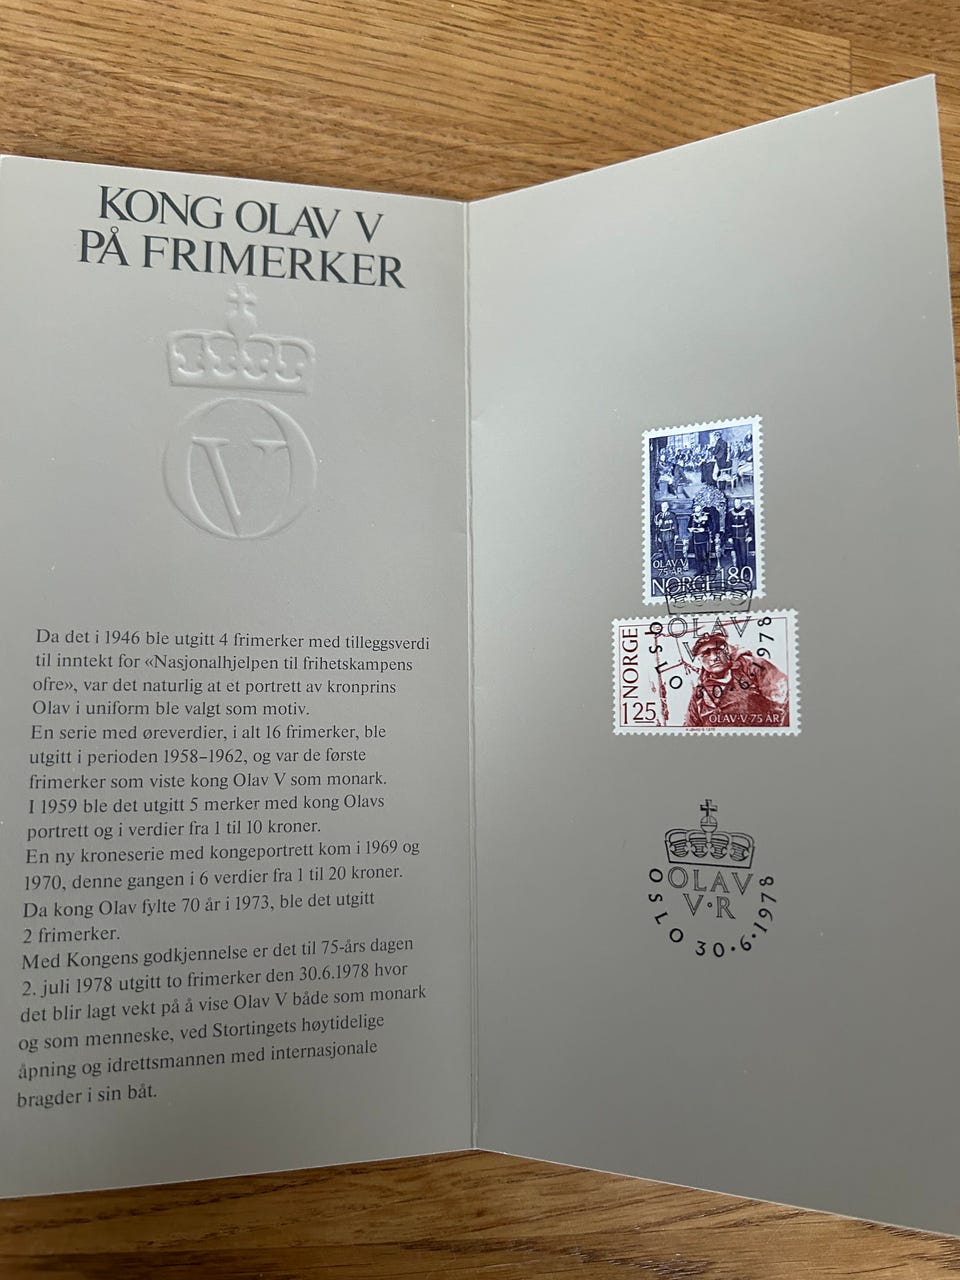 KONG OLAV V
PÅ FRIMERKER
V
Da det i 1946 ble utgitt 4 frimerker med tilleggsverdi
til inntekt for «Nasjonalhjelpen til frihetskampens
ofre», var det naturlig at et portrett av kronprins
Olav i uniform ble valgt som motiv.
En serie med øreverdier, i alt 16 frimerker, ble
utgitt i perioden 1958–1962, og var de første
frimerker som viste kong Olav V som monark.
I 1959 ble det utgitt 5 merker med kong Olavs
portrett og i verdier fra 1 til 10 kroner.
En ny kroneserie med kongeportrett kom i 1969 og
1970, denne gangen i 6 verdier fra 1 til 20 kroner.
Da kong Olav fylte 70 år i 1973, ble det utgitt
2 frimerker.
Med Kongens godkjennelse er det til 75-års dagen
2. juli 1978 utgitt to frimerker den 30.6.1978 hvor
det blir lagt vekt på å vise Olav V både som monark
og som menneske, ved Stortingets høytidelige
åpning og idrettsmannen med internasjonale
bragder i sin båt.
OLAV V
75 ÅR
NORGE 180
OLAV
V·R
OSLO 30·6·1978
NORGE
125
OLAV·V·75 ÅR
OLAV
V·R
OSLO 30·6·1978